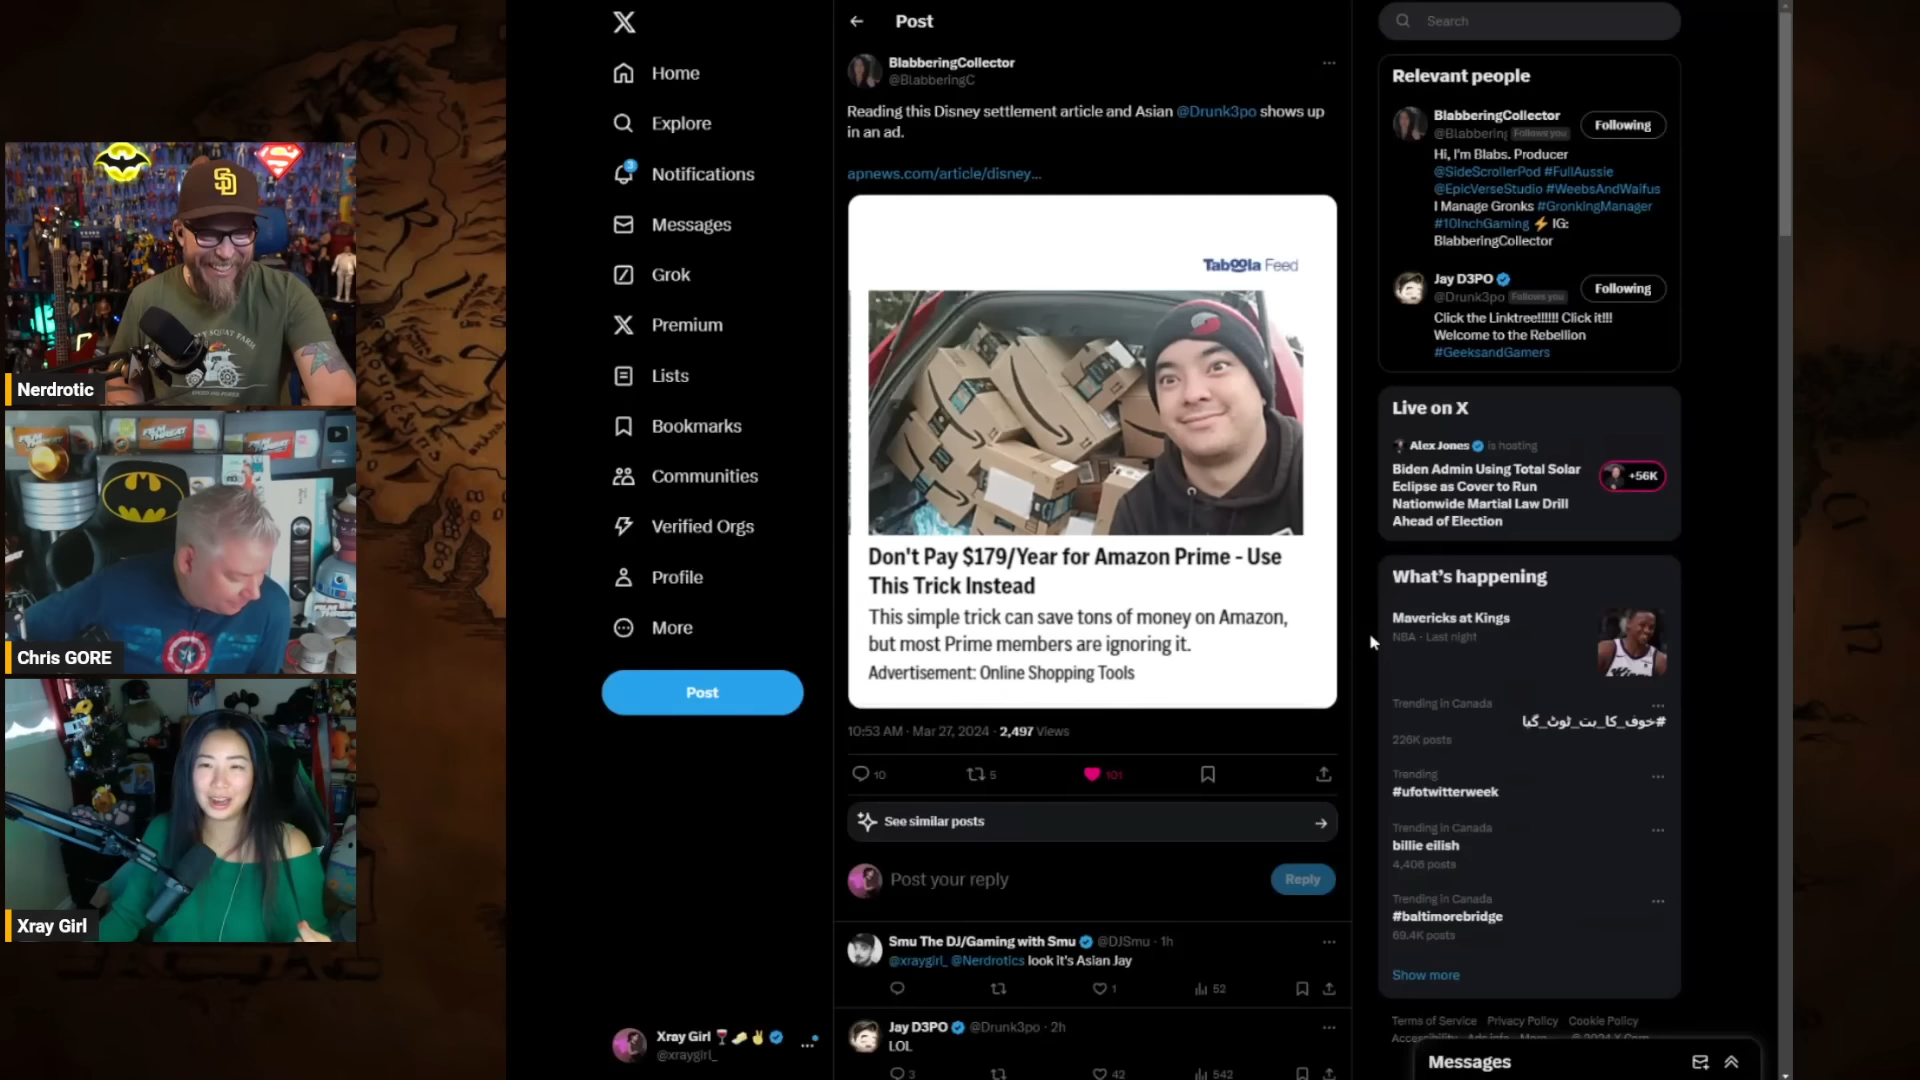 Nerdrotic
Chris GORE
Xray Girl
Home
Explore
3
Notifications
Messages
Grok
Premium
Lists
Bookmarks
Communities
Verified Orgs
Profile
More
Post
Xray Girl
@xraygirl_
Post
BlabberingCollector
@BlabberingC
Reading this Disney settlement article and Asian @Drunk3po shows up
in an ad.
apnews.com/article/disney…
Taboola Feed
Don't Pay $179/Year for Amazon Prime - Use
This Trick Instead
This simple trick can save tons of money on Amazon,
but most Prime members are ignoring it.
Advertisement: Online Shopping Tools
10:53 AM · Mar 27, 2024 · 2,497 Views
10
5
101
See similar posts
Post your reply
Reply
Smu The DJ/Gaming with Smu @DJSmu · 1h
@xraygirl_ @Nerdrotics look it's Asian Jay
1
52
Jay D3PO @Drunk3po · 2h
LOL
3
42
542
Search
Relevant people
BlabberingCollector
@Blabbering Follows you
Following
Hi, I'm Blabs. Producer
@SideScrollerPod #FullAussie
@EpicVerseStudio #WeebsAndWaifus
I Manage Gronks #GronkingManager
#10InchGaming ⚡ IG:
BlabberingCollector
Jay D3PO
@Drunk3po Follows you
Following
Click the Linktree!!!!!! Click it!!!
Welcome to the Rebellion
#GeeksandGamers
Live on X
Alex Jones is hosting
Biden Admin Using Total Solar
Eclipse as Cover to Run
Nationwide Martial Law Drill
Ahead of Election
+56K
What's happening
Mavericks at Kings
NBA · Last night
Trending in Canada
#خوف_کا_بت_ٹوٹ_گیا
226K posts
Trending
#ufotwitterweek
Trending in Canada
billie eilish
4,406 posts
Trending in Canada
#baltimorebridge
69.4K posts
Show more
Terms of Service Privacy Policy Cookie Policy
Messages